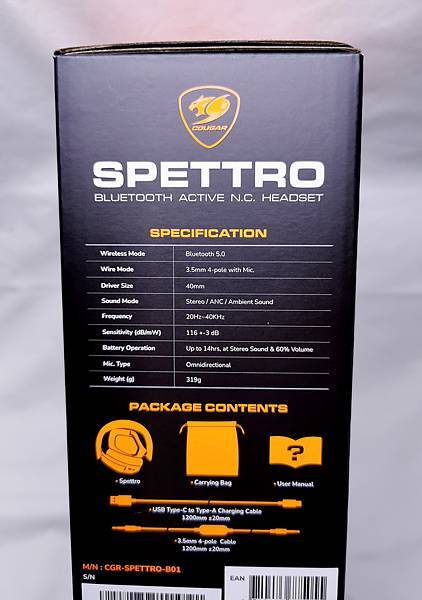 COUGAR
SPETTRO
BLUETOOTH ACTIVE N.C. HEADSET
SPECIFICATION
Wireless Mode Bluetooth 5.0
Wire Mode 3.5mm 4-pole with Mic.
Driver Size 40mm
Sound Mode Stereo / ANC / Ambient Sound
Frequency 20Hz~40KHz
Sensitivity (dB/mW) 116 +-3 dB
Battery Operation Up to 14hrs, at Stereo Sound & 60% Volume
Mic. Type Omnidirectional
Weight (g) 319g
PACKAGE CONTENTS
?
Spettro Carrying Bag User Manual
USB Type-C to Type-A Charging Cable
1200mm ±20mm
3.5mm 4-pole Cable
1200mm ±20mm
M/N : CGR-SPETTRO-B01
S/N EAN